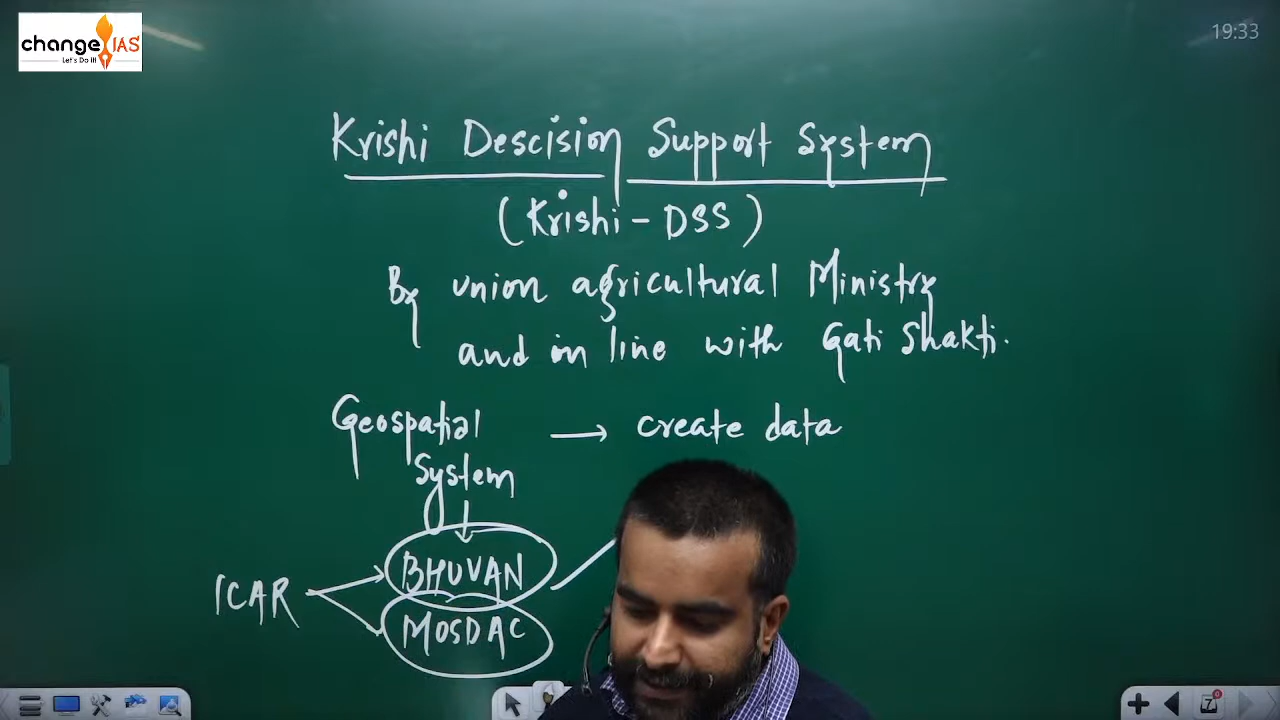 change IAS
Let's Do It!
19:33
Krishi Descision Support System
(Krishi - DSS)
By union agricultural Ministry
and in line with Gati Shakti.
Geospatial → create data
System
BHUVAN
ICAR
MOSDAC